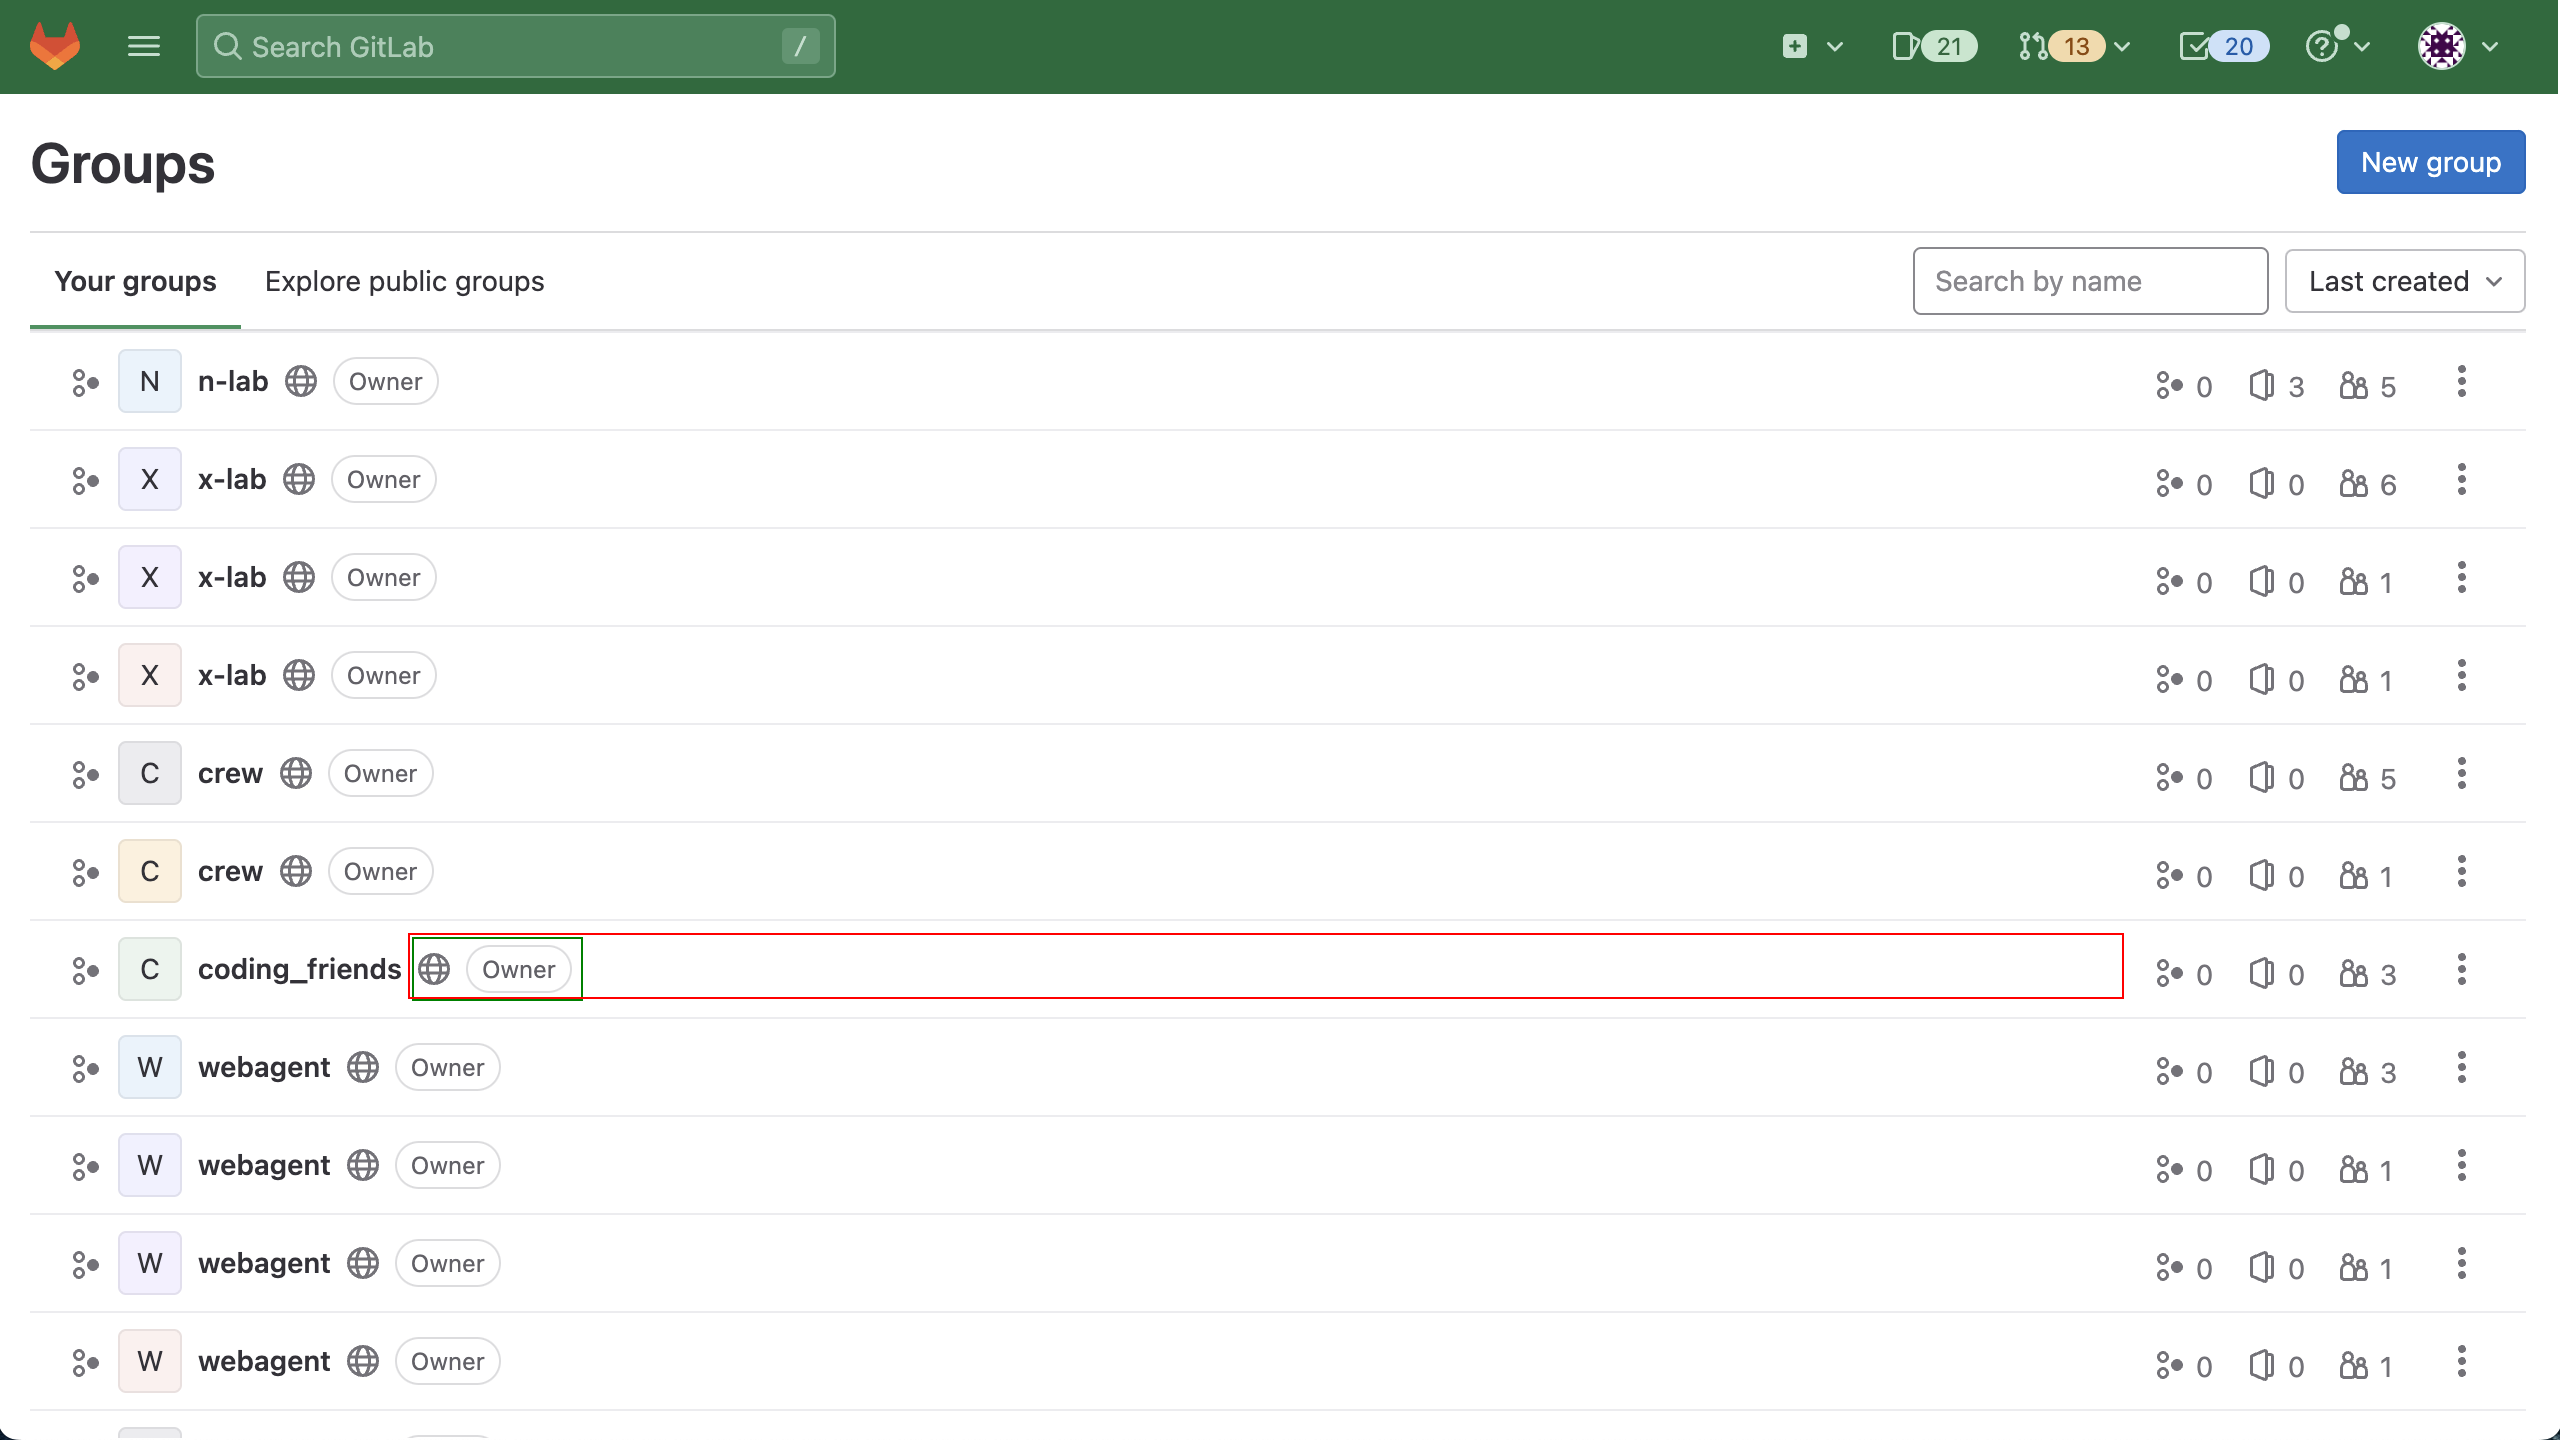 Search GitLab /
21 13 20
Groups
New group
Your groups Explore public groups
Search by name
Last created
N n-lab Owner 0 3 5
X x-lab Owner 0 0 6
X x-lab Owner 0 0 1
X x-lab Owner 0 0 1
C crew Owner 0 0 5
C crew Owner 0 0 1
C coding_friends Owner 0 0 3
W webagent Owner 0 0 3
W webagent Owner 0 0 1
W webagent Owner 0 0 1
W webagent Owner 0 0 1